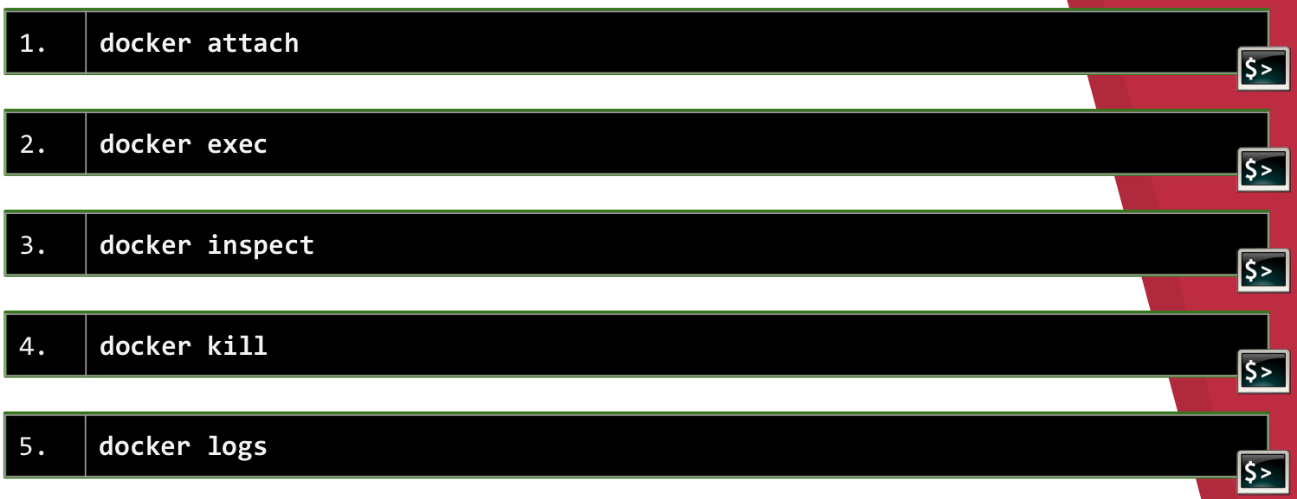 1. docker attach
$>
2. docker exec
$>
3. docker inspect
$>
4. docker kill
$>
5. docker logs
$>